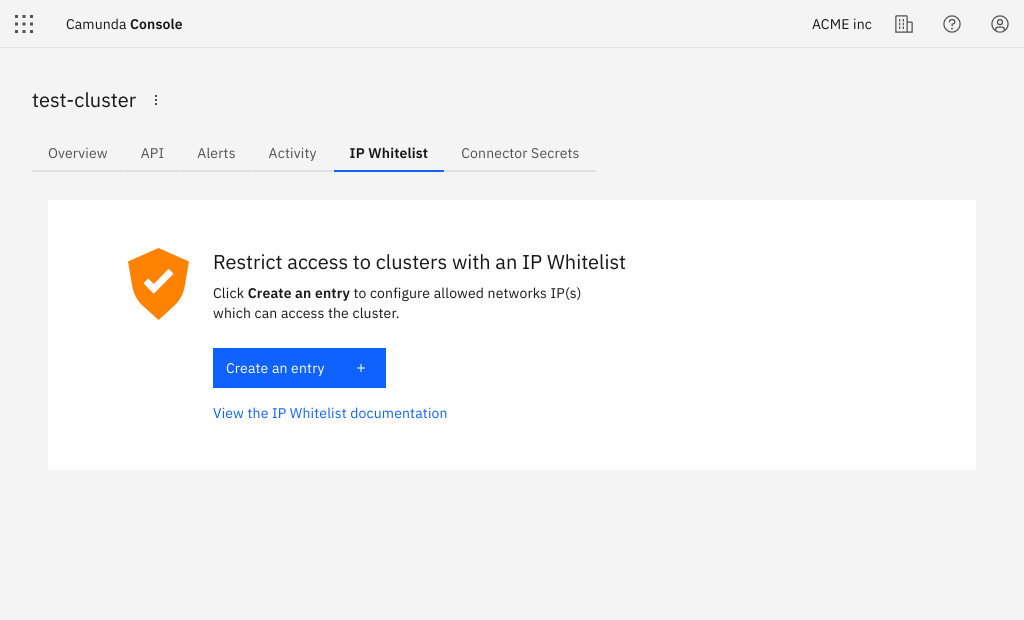 Camunda Console
ACME inc
test-cluster
Overview API Alerts Activity IP Whitelist Connector Secrets
Restrict access to clusters with an IP Whitelist
Click Create an entry to configure allowed networks IP(s)
which can access the cluster.
Create an entry +
View the IP Whitelist documentation